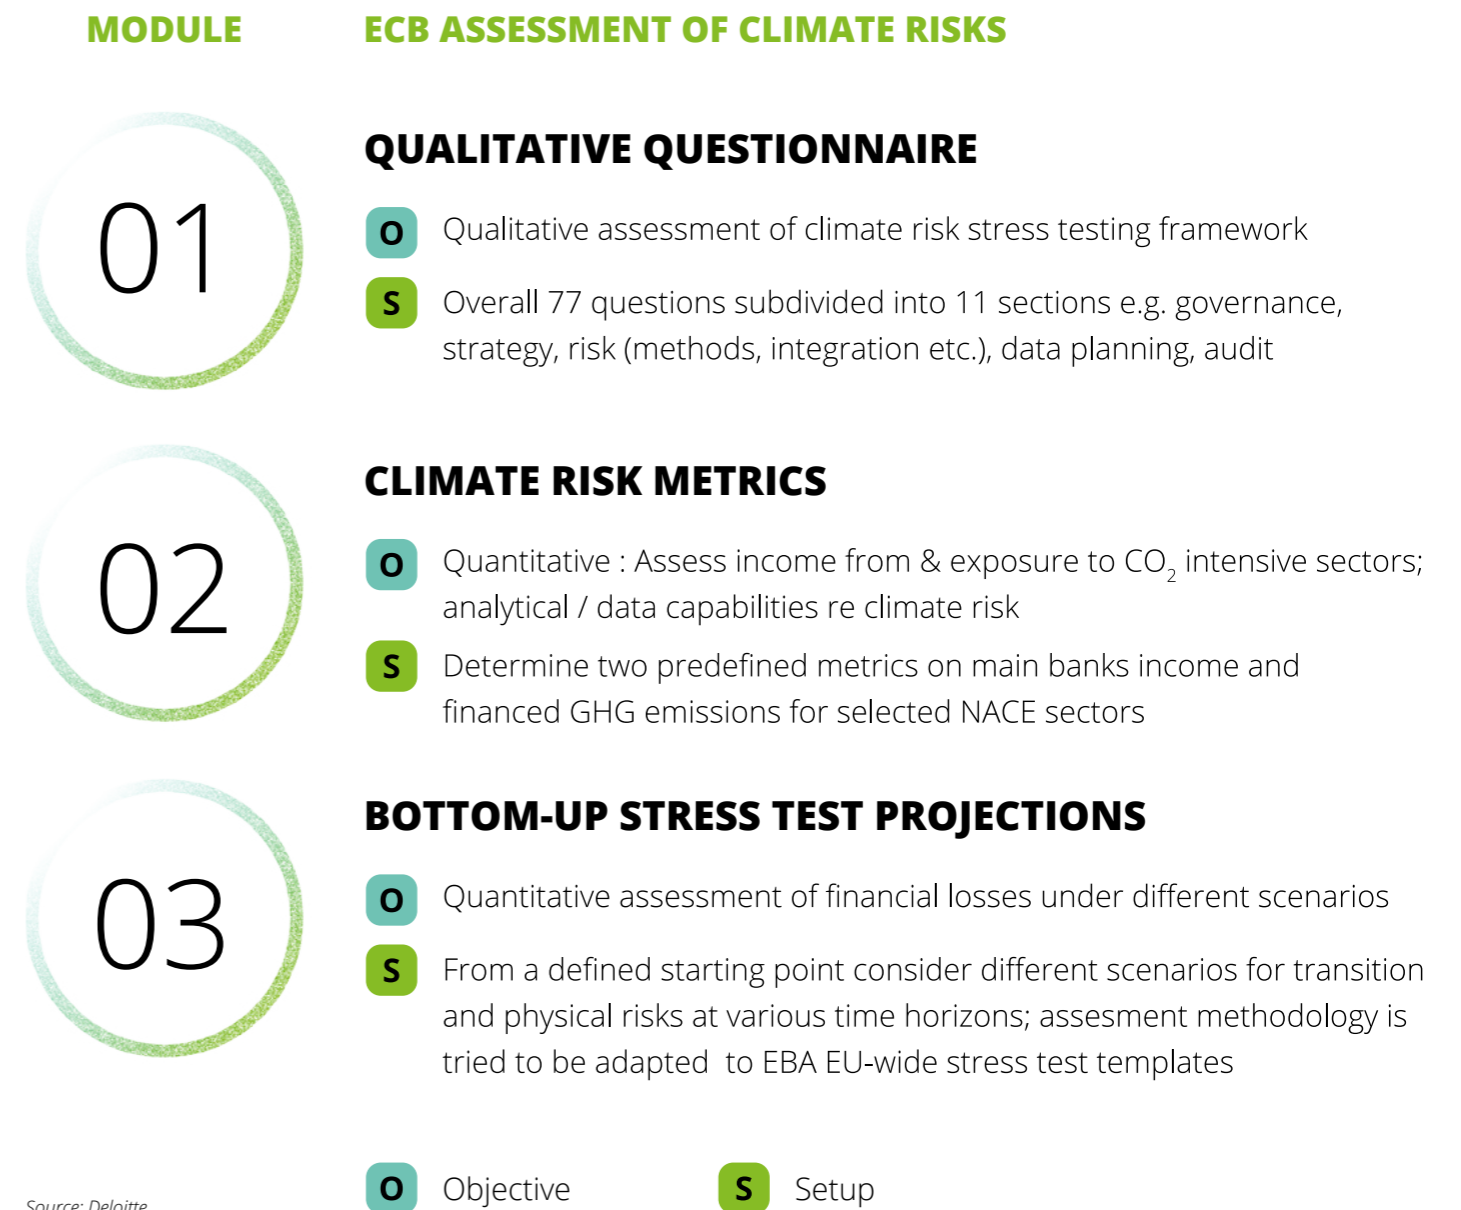 MODULE
ECB ASSESSMENT OF CLIMATE RISKS
01
QUALITATIVE QUESTIONNAIRE
O Qualitative assessment of climate risk stress testing framework
S Overall 77 questions subdivided into 11 sections e.g. governance,
strategy, risk (methods, integration etc.), data planning, audit
02
CLIMATE RISK METRICS
O Quantitative : Assess income from & exposure to CO₂ intensive sectors;
analytical / data capabilities re climate risk
S Determine two predefined metrics on main banks income and
financed GHG emissions for selected NACE sectors
03
BOTTOM-UP STRESS TEST PROJECTIONS
O Quantitative assessment of financial losses under different scenarios
S From a defined starting point consider different scenarios for transition
and physical risks at various time horizons; assesment methodology is
tried to be adapted  to EBA EU-wide stress test templates
O Objective
S Setup
Source: Deloitte